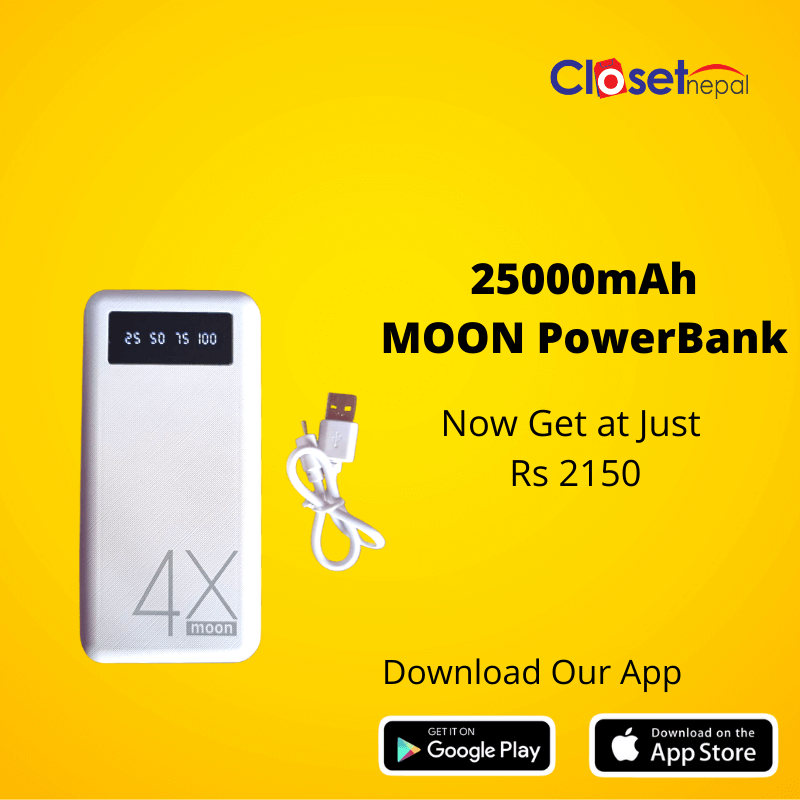 Closetnepal
25000mAh
MOON PowerBank
25 50 75 100
Now Get at Just
Rs 2150
4X
moon
Download Our App
GET IT ON
Google Play
Download on the
App Store